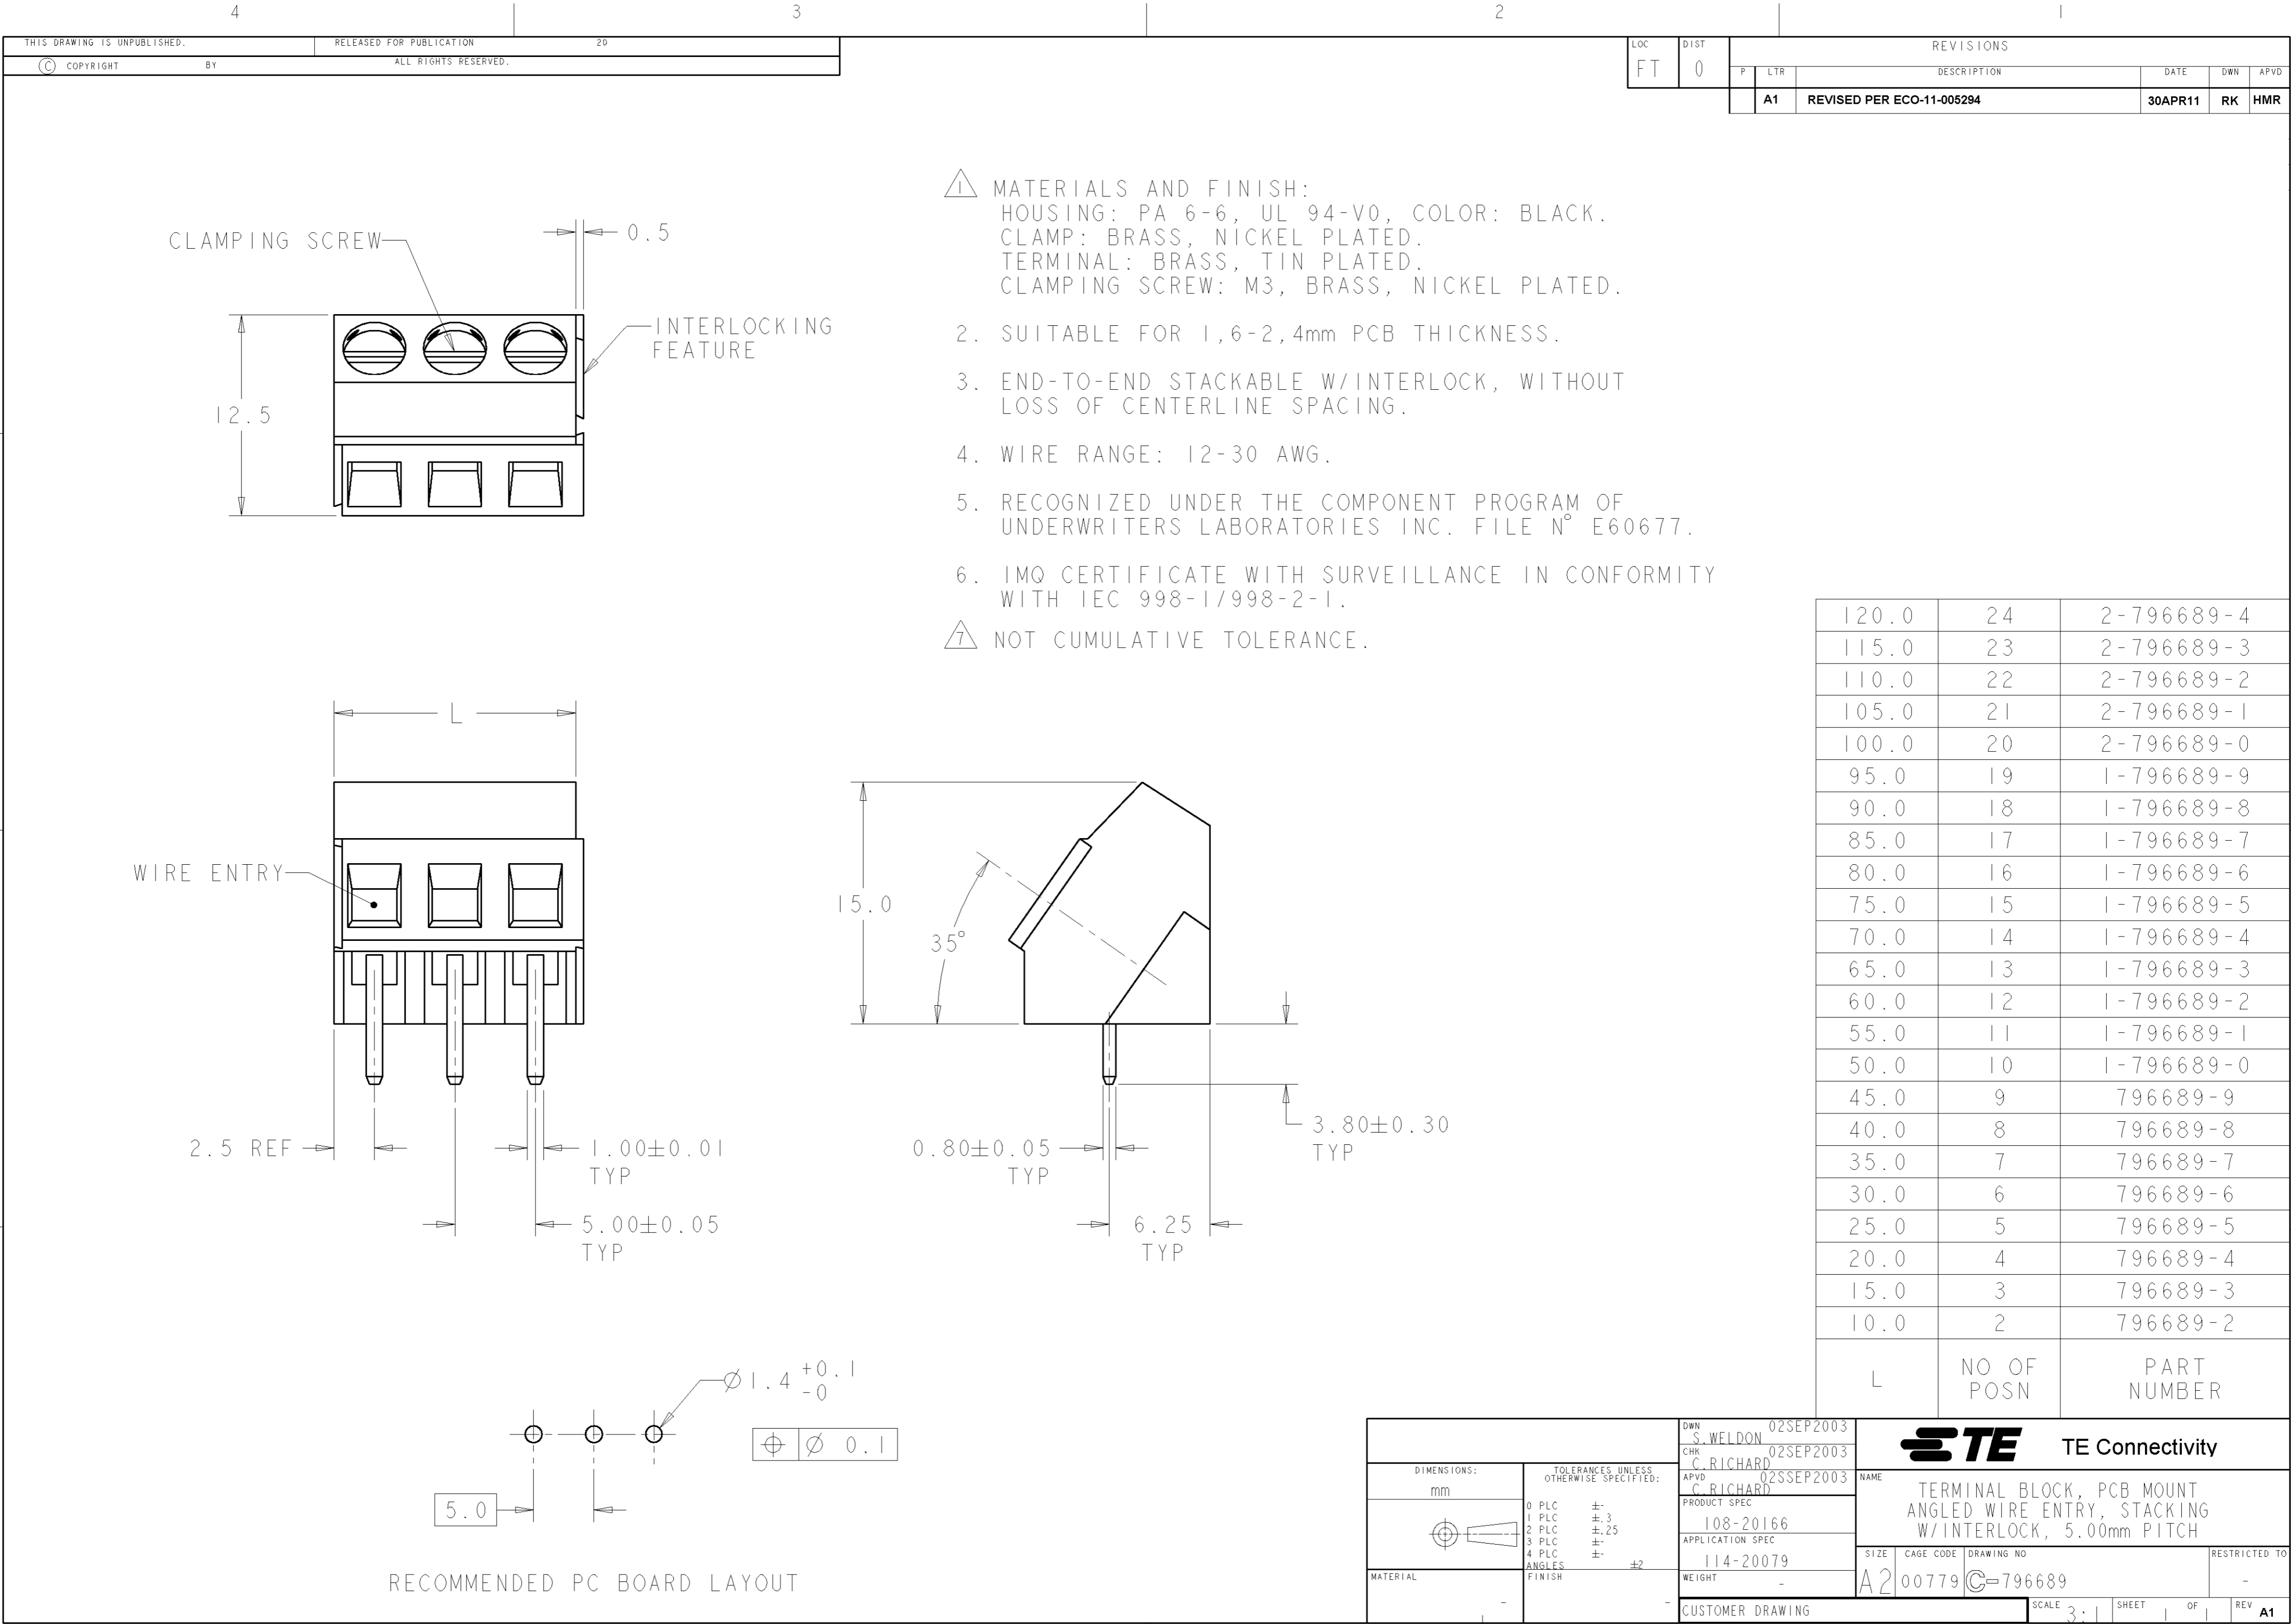 4 3 2 1
THIS DRAWING IS UNPUBLISHED.
RELEASED FOR PUBLICATION 20
© COPYRIGHT BY
ALL RIGHTS RESERVED.
LOC DIST
FT 0
REVISIONS
P LTR DESCRIPTION DATE DWN APVD
A1 REVISED PER ECO-11-005294 30APR11 RK HMR
1 MATERIALS AND FINISH:
HOUSING: PA 6-6, UL 94-V0, COLOR: BLACK.
CLAMP: BRASS, NICKEL PLATED.
TERMINAL: BRASS, TIN PLATED.
CLAMPING SCREW: M3, BRASS, NICKEL PLATED.
2. SUITABLE FOR 1,6-2,4mm PCB THICKNESS.
3. END-TO-END STACKABLE W/INTERLOCK, WITHOUT
LOSS OF CENTERLINE SPACING.
4. WIRE RANGE: 12-30 AWG.
5. RECOGNIZED UNDER THE COMPONENT PROGRAM OF
UNDERWRITERS LABORATORIES INC. FILE N° E60677.
6. IMQ CERTIFICATE WITH SURVEILLANCE IN CONFORMITY
WITH IEC 998-1/998-2-1.
7 NOT CUMULATIVE TOLERANCE.
CLAMPING SCREW
0.5
INTERLOCKING
FEATURE
12.5
L
WIRE ENTRY
2.5 REF
1.00±0.01
TYP
5.00±0.05
TYP
15.0
35°
0.80±0.05
TYP
3.80±0.30
TYP
6.25
TYP
Ø1.4 +0.1
-0
⌖ Ø 0.1
5.0
RECOMMENDED PC BOARD LAYOUT
120.0 24 2-796689-4
115.0 23 2-796689-3
110.0 22 2-796689-2
105.0 21 2-796689-1
100.0 20 2-796689-0
95.0 19 1-796689-9
90.0 18 1-796689-8
85.0 17 1-796689-7
80.0 16 1-796689-6
75.0 15 1-796689-5
70.0 14 1-796689-4
65.0 13 1-796689-3
60.0 12 1-796689-2
55.0 11 1-796689-1
50.0 10 1-796689-0
45.0 9 796689-9
40.0 8 796689-8
35.0 7 796689-7
30.0 6 796689-6
25.0 5 796689-5
20.0 4 796689-4
15.0 3 796689-3
10.0 2 796689-2
L NO OF POSN PART NUMBER
DIMENSIONS:
mm
TOLERANCES UNLESS
OTHERWISE SPECIFIED:
0 PLC ±-
1 PLC ±.3
2 PLC ±.25
3 PLC ±-
4 PLC ±-
ANGLES ±2
MATERIAL -
FINISH -
DWN 02SEP2003
S.WELDON
CHK 02SEP2003
C.RICHARD
APVD 02SSEP2003
C.RICHARD
PRODUCT SPEC
108-20166
APPLICATION SPEC
114-20079
WEIGHT -
CUSTOMER DRAWING
TE TE Connectivity
NAME
TERMINAL BLOCK, PCB MOUNT
ANGLED WIRE ENTRY, STACKING
W/INTERLOCK, 5.00mm PITCH
SIZE CAGE CODE DRAWING NO RESTRICTED TO
A2 00779 C-796689 -
SCALE 3:1 SHEET 1 OF 1 REV A1